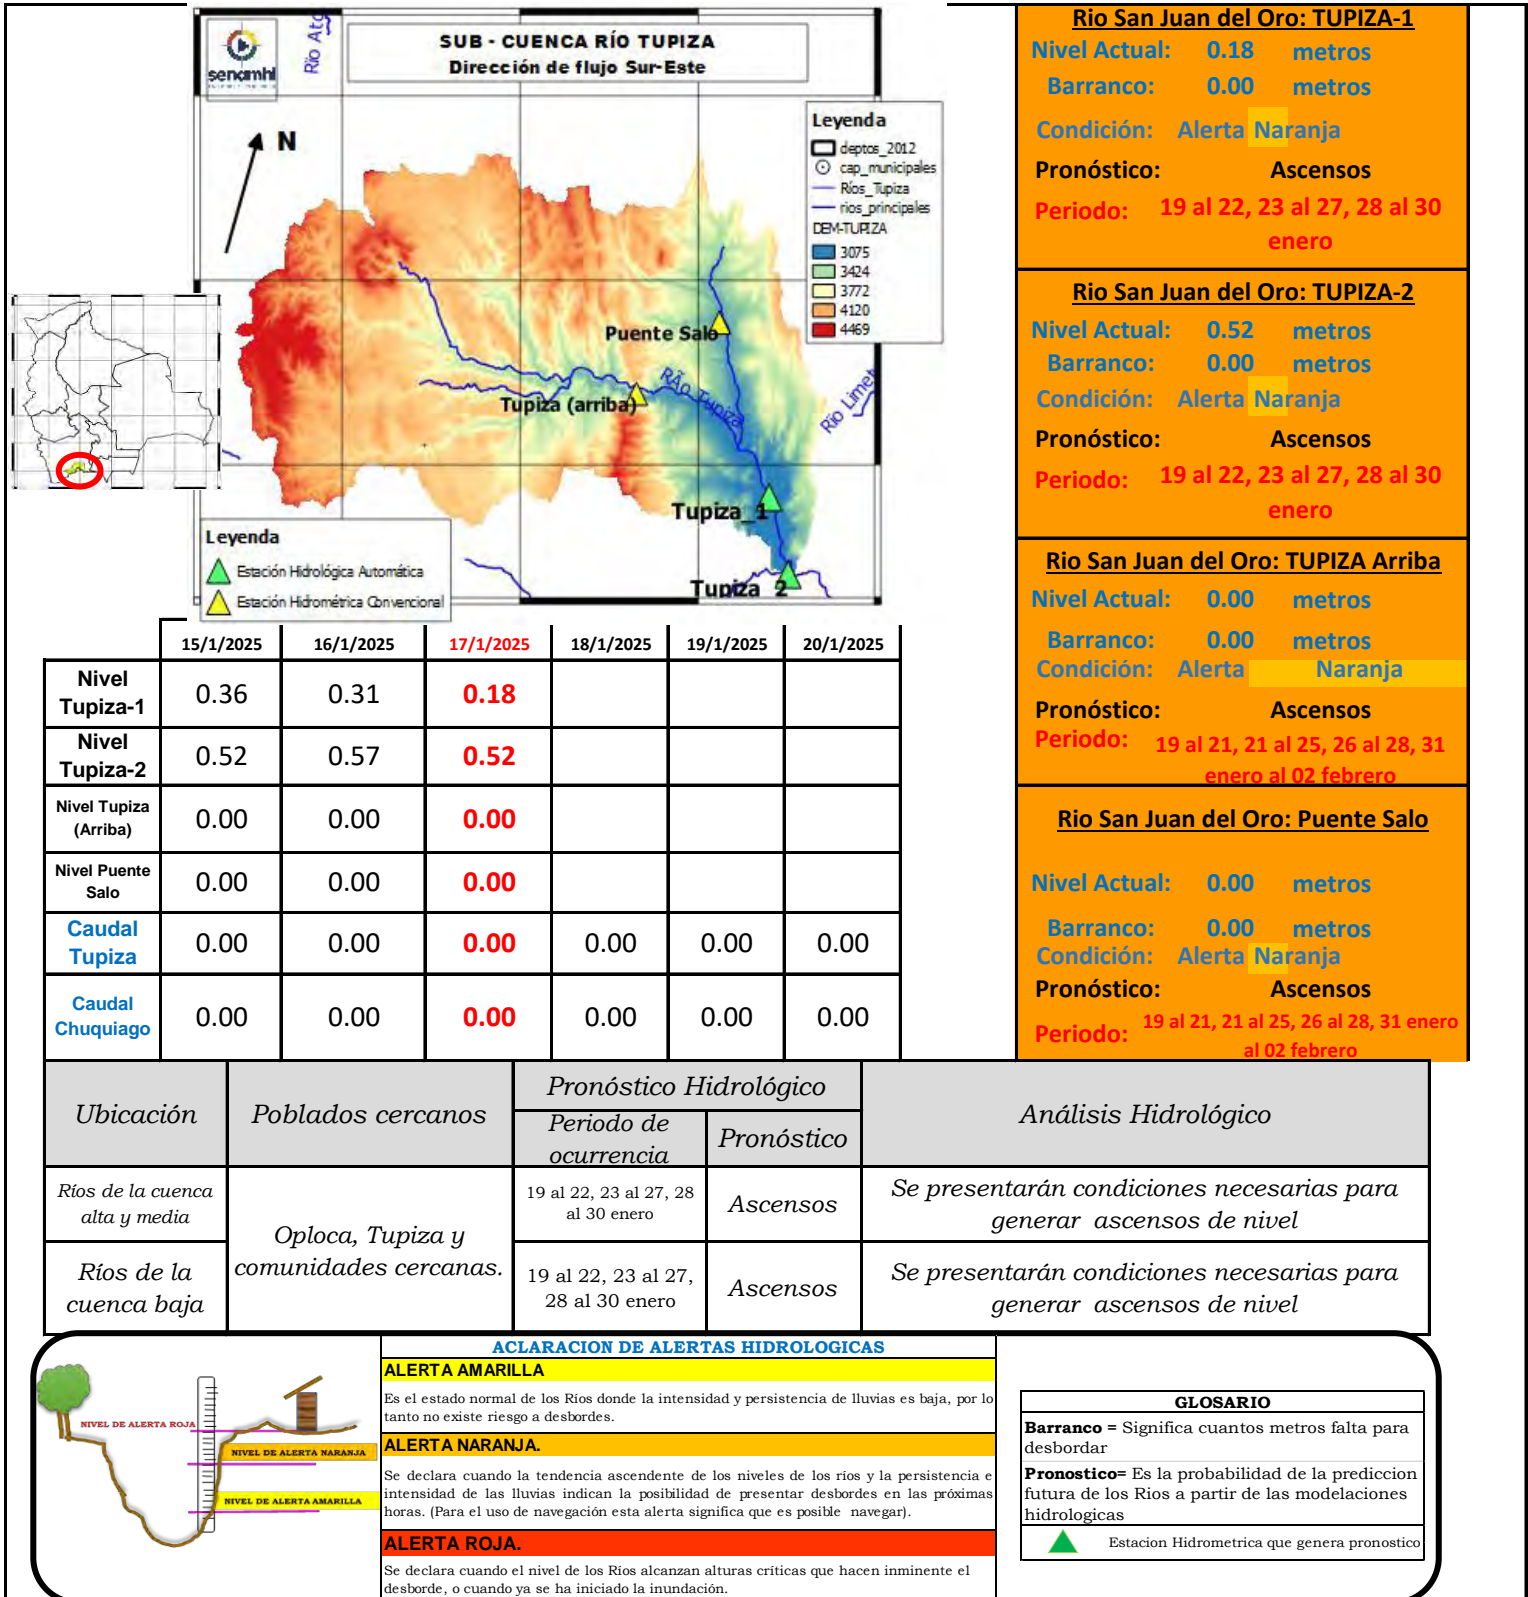 senamhi
Río Ato
SUB - CUENCA RÍO TUPIZA
Dirección de flujo Sur-Este
N
Leyenda
deptos_2012
cap_municipales
Ríos_Tupiza
rios_principales
DEM-TUPIZA
3075
3424
3772
4120
4469
Puente Salo
Tupiza (arriba)
RÃ­o Tupiza
Rio Limet
Tupiza_1
Tupiza_2
Leyenda
Estación Hidrológica Automática
Estación Hidrométrica Convencional
Rio San Juan del Oro: TUPIZA-1
Nivel Actual: 0.18 metros
Barranco: 0.00 metros
Condición: Alerta Naranja
Pronóstico: Ascensos
Periodo: 19 al 22, 23 al 27, 28 al 30
enero
Rio San Juan del Oro: TUPIZA-2
Nivel Actual: 0.52 metros
Barranco: 0.00 metros
Condición: Alerta Naranja
Pronóstico: Ascensos
Periodo: 19 al 22, 23 al 27, 28 al 30
enero
Rio San Juan del Oro: TUPIZA Arriba
Nivel Actual: 0.00 metros
Barranco: 0.00 metros
Condición: Alerta Naranja
Pronóstico: Ascensos
Periodo: 19 al 21, 21 al 25, 26 al 28, 31
enero al 02 febrero
Rio San Juan del Oro: Puente Salo
Nivel Actual: 0.00 metros
Barranco: 0.00 metros
Condición: Alerta Naranja
Pronóstico: Ascensos
Periodo: 19 al 21, 21 al 25, 26 al 28, 31 enero
al 02 febrero
15/1/2025 16/1/2025 17/1/2025 18/1/2025 19/1/2025 20/1/2025
Nivel
Tupiza-1 0.36 0.31 0.18
Nivel
Tupiza-2 0.52 0.57 0.52
Nivel Tupiza
(Arriba) 0.00 0.00 0.00
Nivel Puente
Salo 0.00 0.00 0.00
Caudal
Tupiza 0.00 0.00 0.00 0.00 0.00 0.00
Caudal
Chuquiago 0.00 0.00 0.00 0.00 0.00 0.00
Ubicación Poblados cercanos Pronóstico Hidrológico Análisis Hidrológico
Periodo de
ocurrencia Pronóstico
Ríos de la cuenca
alta y media
Oploca, Tupiza y
comunidades cercanas.
19 al 22, 23 al 27, 28
al 30 enero
Ascensos
Se presentarán condiciones necesarias para
generar ascensos de nivel
Ríos de la
cuenca baja
19 al 22, 23 al 27,
28 al 30 enero
Ascensos
Se presentarán condiciones necesarias para
generar ascensos de nivel
NIVEL DE ALERTA ROJA
NIVEL DE ALERTA NARANJA
NIVEL DE ALERTA AMARILLA
ACLARACION DE ALERTAS HIDROLOGICAS
ALERTA AMARILLA
Es el estado normal de los Ríos donde la intensidad y persistencia de lluvias es baja, por lo
tanto no existe riesgo a desbordes.
ALERTA NARANJA.
Se declara cuando la tendencia ascendente de los niveles de los ríos y la persistencia e
intensidad de las lluvias indican la posibilidad de presentar desbordes en las próximas
horas. (Para el uso de navegación esta alerta significa que es posible navegar).
ALERTA ROJA.
Se declara cuando el nivel de los Ríos alcanzan alturas críticas que hacen inminente el
desborde, o cuando ya se ha iniciado la inundación.
GLOSARIO
Barranco = Significa cuantos metros falta para
desbordar
Pronostico= Es la probabilidad de la prediccion
futura de los Rios a partir de las modelaciones
hidrologicas
Estacion Hidrometrica que genera pronostico